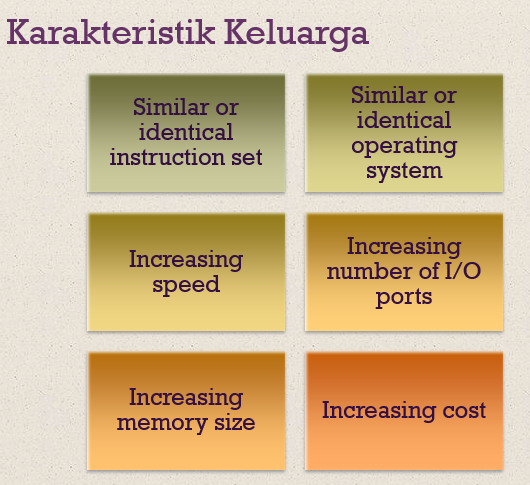 Karakteristik Keluarga
Similar or
identical
instruction set
Similar or
identical
operating
system
Increasing
speed
Increasing
number of I/O
ports
Increasing
memory size
Increasing cost